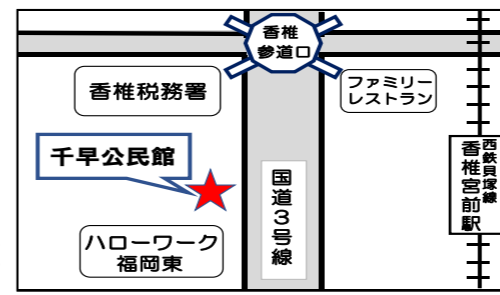 香椎
参道口
香椎税務署
ファミリー
レストラン
千早公民館
国道3号線
西鉄貝塚線
香椎宮前駅
ハローワーク
福岡東